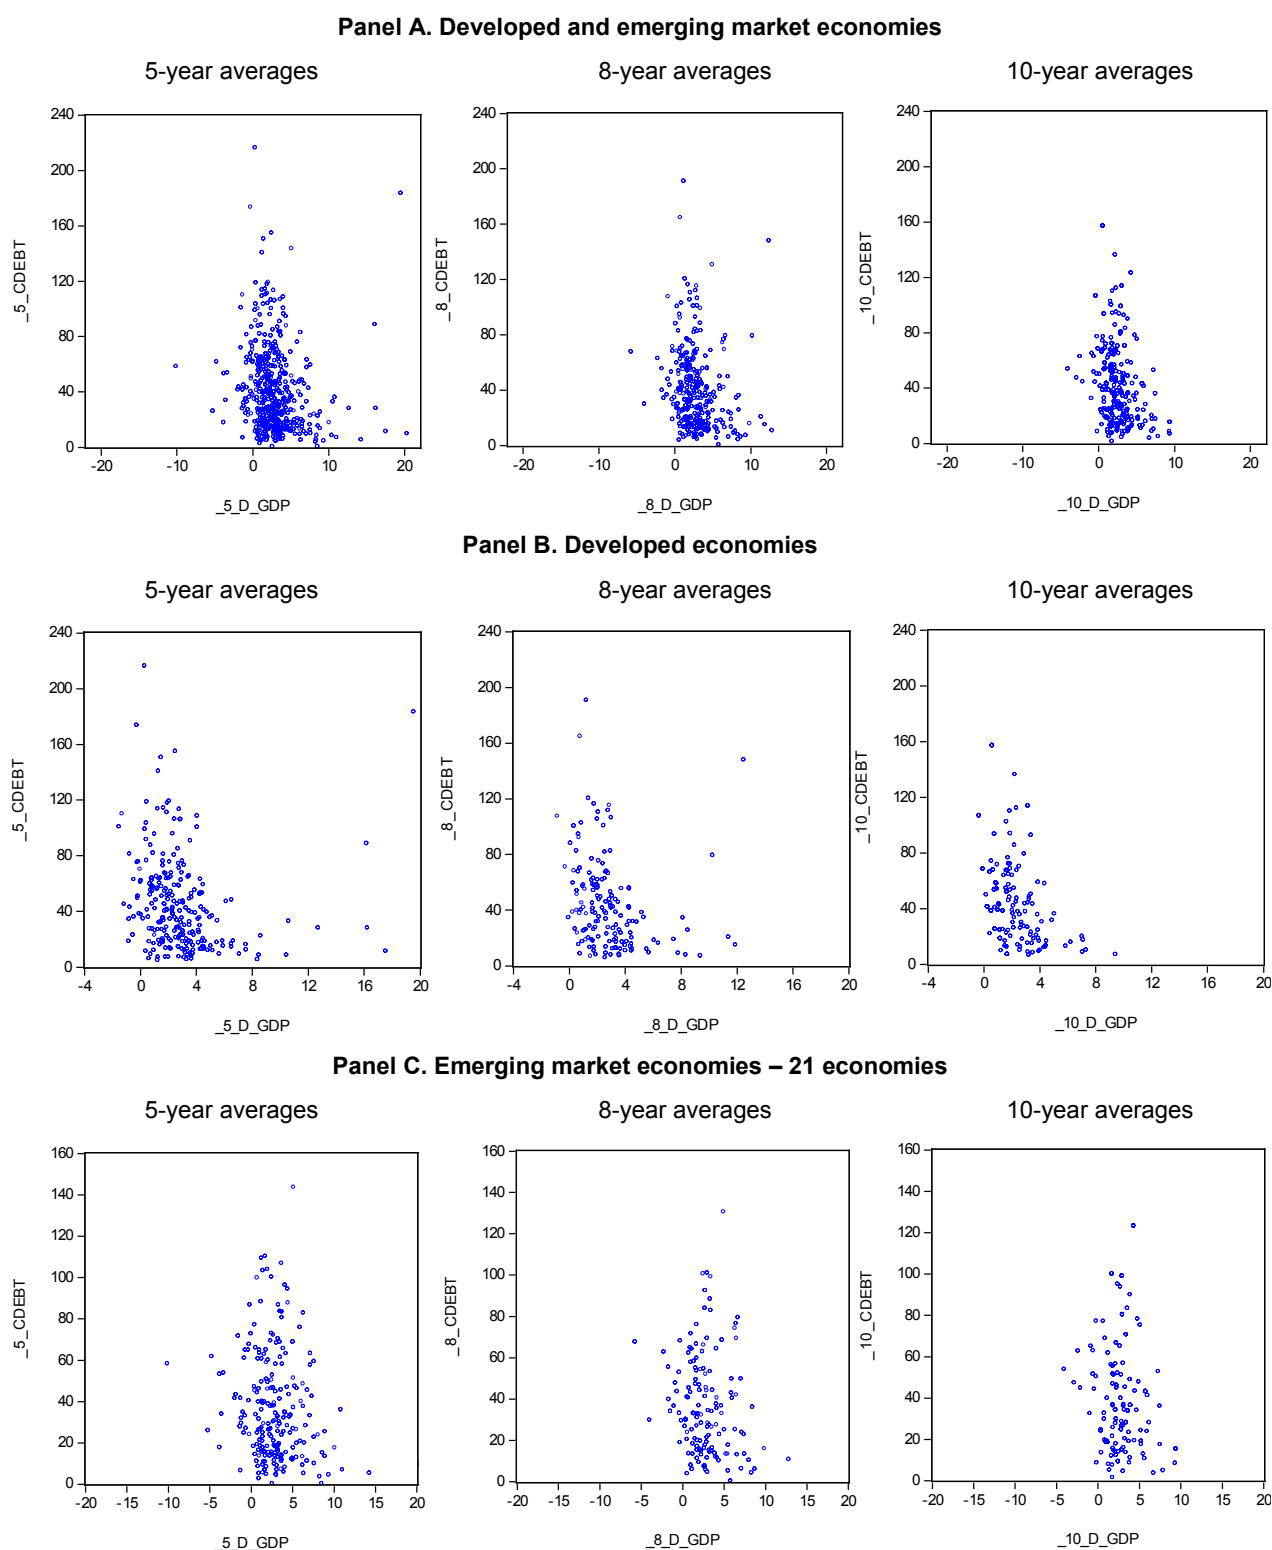 Panel A. Developed and emerging market economies
5-year averages 8-year averages 10-year averages
240 240 240
200 200 200
160 160 160
_5_CDEBT _8_CDEBT _10_CDEBT
120 120 120
80 80 80
40 40 40
0 0 0
-20 -10 0 10 20 -20 -10 0 10 20 -20 -10 0 10 20
_5_D_GDP _8_D_GDP _10_D_GDP
Panel B. Developed economies
5-year averages 8-year averages 10-year averages
240 240 240
200 200 200
160 160 160
_5_CDEBT _8_CDEBT _10_CDEBT
120 120 120
80 80 80
40 40 40
0 0 0
-4 0 4 8 12 16 20 -4 0 4 8 12 16 20 -4 0 4 8 12 16 20
_5_D_GDP _8_D_GDP _10_D_GDP
Panel C. Emerging market economies – 21 economies
5-year averages 8-year averages 10-year averages
160 160 160
140 140 140
120 120 120
100 100 100
_5_CDEBT _8_CDEBT _10_CDEBT
80 80 80
60 60 60
40 40 40
20 20 20
0 0 0
-20 -15 -10 -5 0 5 10 15 20 -20 -15 -10 -5 0 5 10 15 20 -20 -15 -10 -5 0 5 10 15 20
_5_D_GDP _8_D_GDP _10_D_GDP